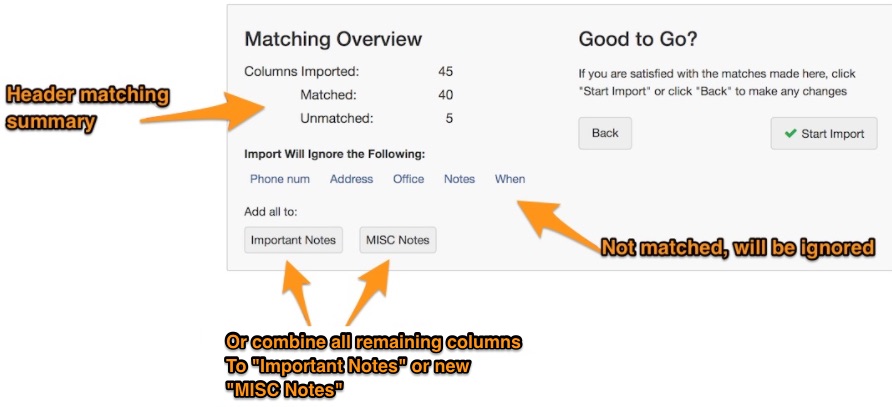 Matching Overview
Good to Go?
Columns Imported: 45
Matched: 40
Unmatched: 5
If you are satisfied with the matches made here, click
"Start Import" or click "Back" to make any changes
Back
Start Import
Header matching
summary
Import Will Ignore the Following:
Phone num Address Office Notes When
Add all to:
Important Notes MISC Notes
Not matched, will be ignored
Or combine all remaining columns
To "Important Notes" or new
"MISC Notes"